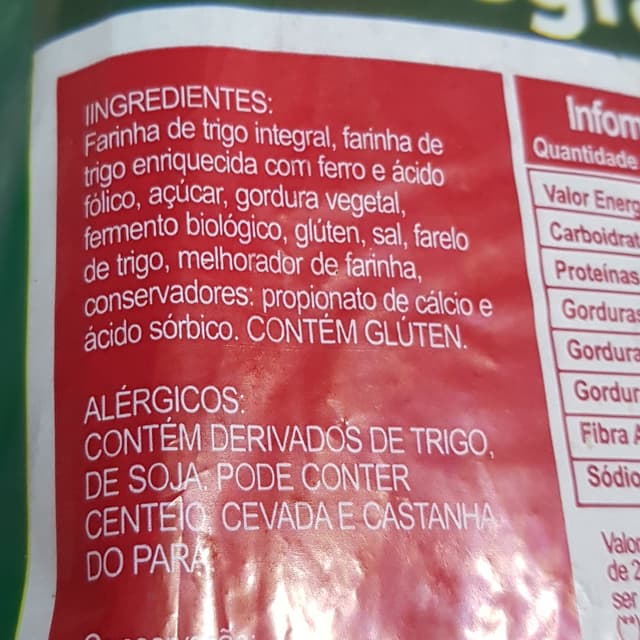 IINGREDIENTES:
Farinha de trigo integral, farinha de
trigo enriquecida com ferro e ácido
fólico, açúcar, gordura vegetal,
fermento biológico, glúten, sal, farelo
de trigo, melhorador de farinha,
conservadores: propionato de cálcio e
ácido sórbico. CONTÉM GLÚTEN.
ALÉRGICOS:
CONTÉM DERIVADOS DE TRIGO,
DE SOJA. PODE CONTER
CENTEIO, CEVADA E CASTANHA
DO PARÁ.
Inform
Quantidade
Valor Energ
Carboidrat
Proteínas
Gorduras
Gordura
Gordur
Fibra A
Sódio
Valor
de 2
ser
(**